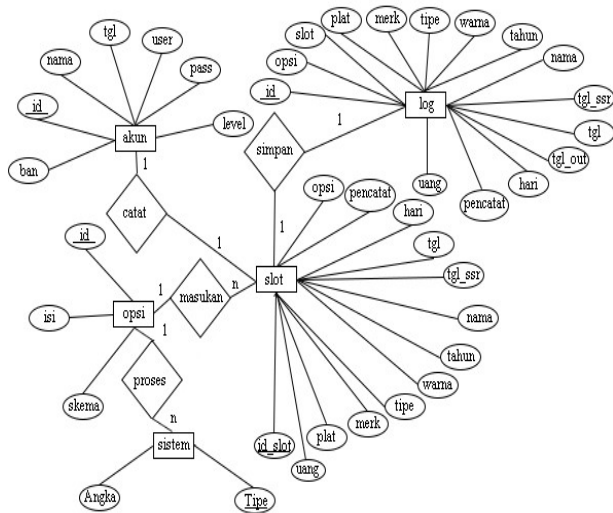 plat
merk
tipe
warna
slot
tahun
opsi
nama
id
tgl_ssr
log
tgl
tgl_out
hari
pencatat
uang
tgl
user
nama
pass
id
akun
level
ban
1
1
simpan
1
catat
1
opsi
pencatat
hari
tgl
tgl_ssr
nama
tahun
warna
tipe
merk
plat
uang
id_slot
slot
id
1
masukan
n
isi
opsi
1
skema
proses
n
sistem
Angka
Tipe